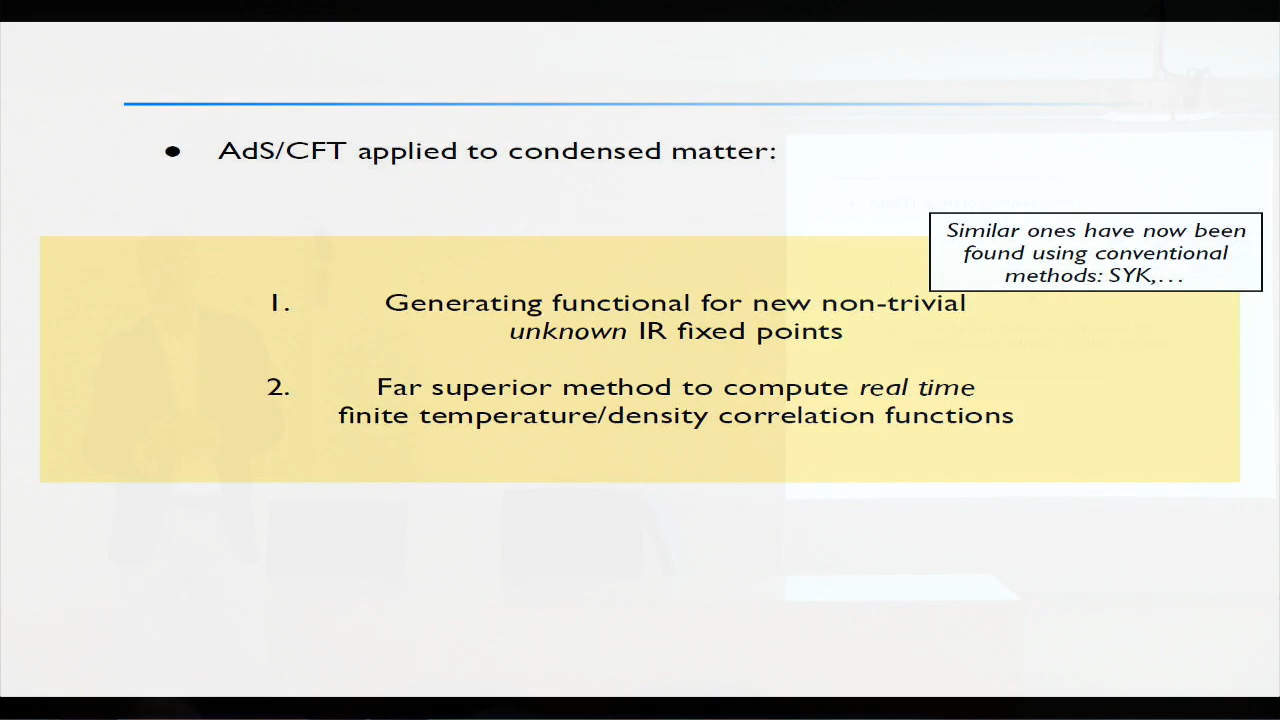 ● AdS/CFT applied to condensed matter:
Similar ones have now been
found using conventional
methods: SYK,…
1. Generating functional for new non-trivial
unknown IR fixed points
2. Far superior method to compute real time
finite temperature/density correlation functions